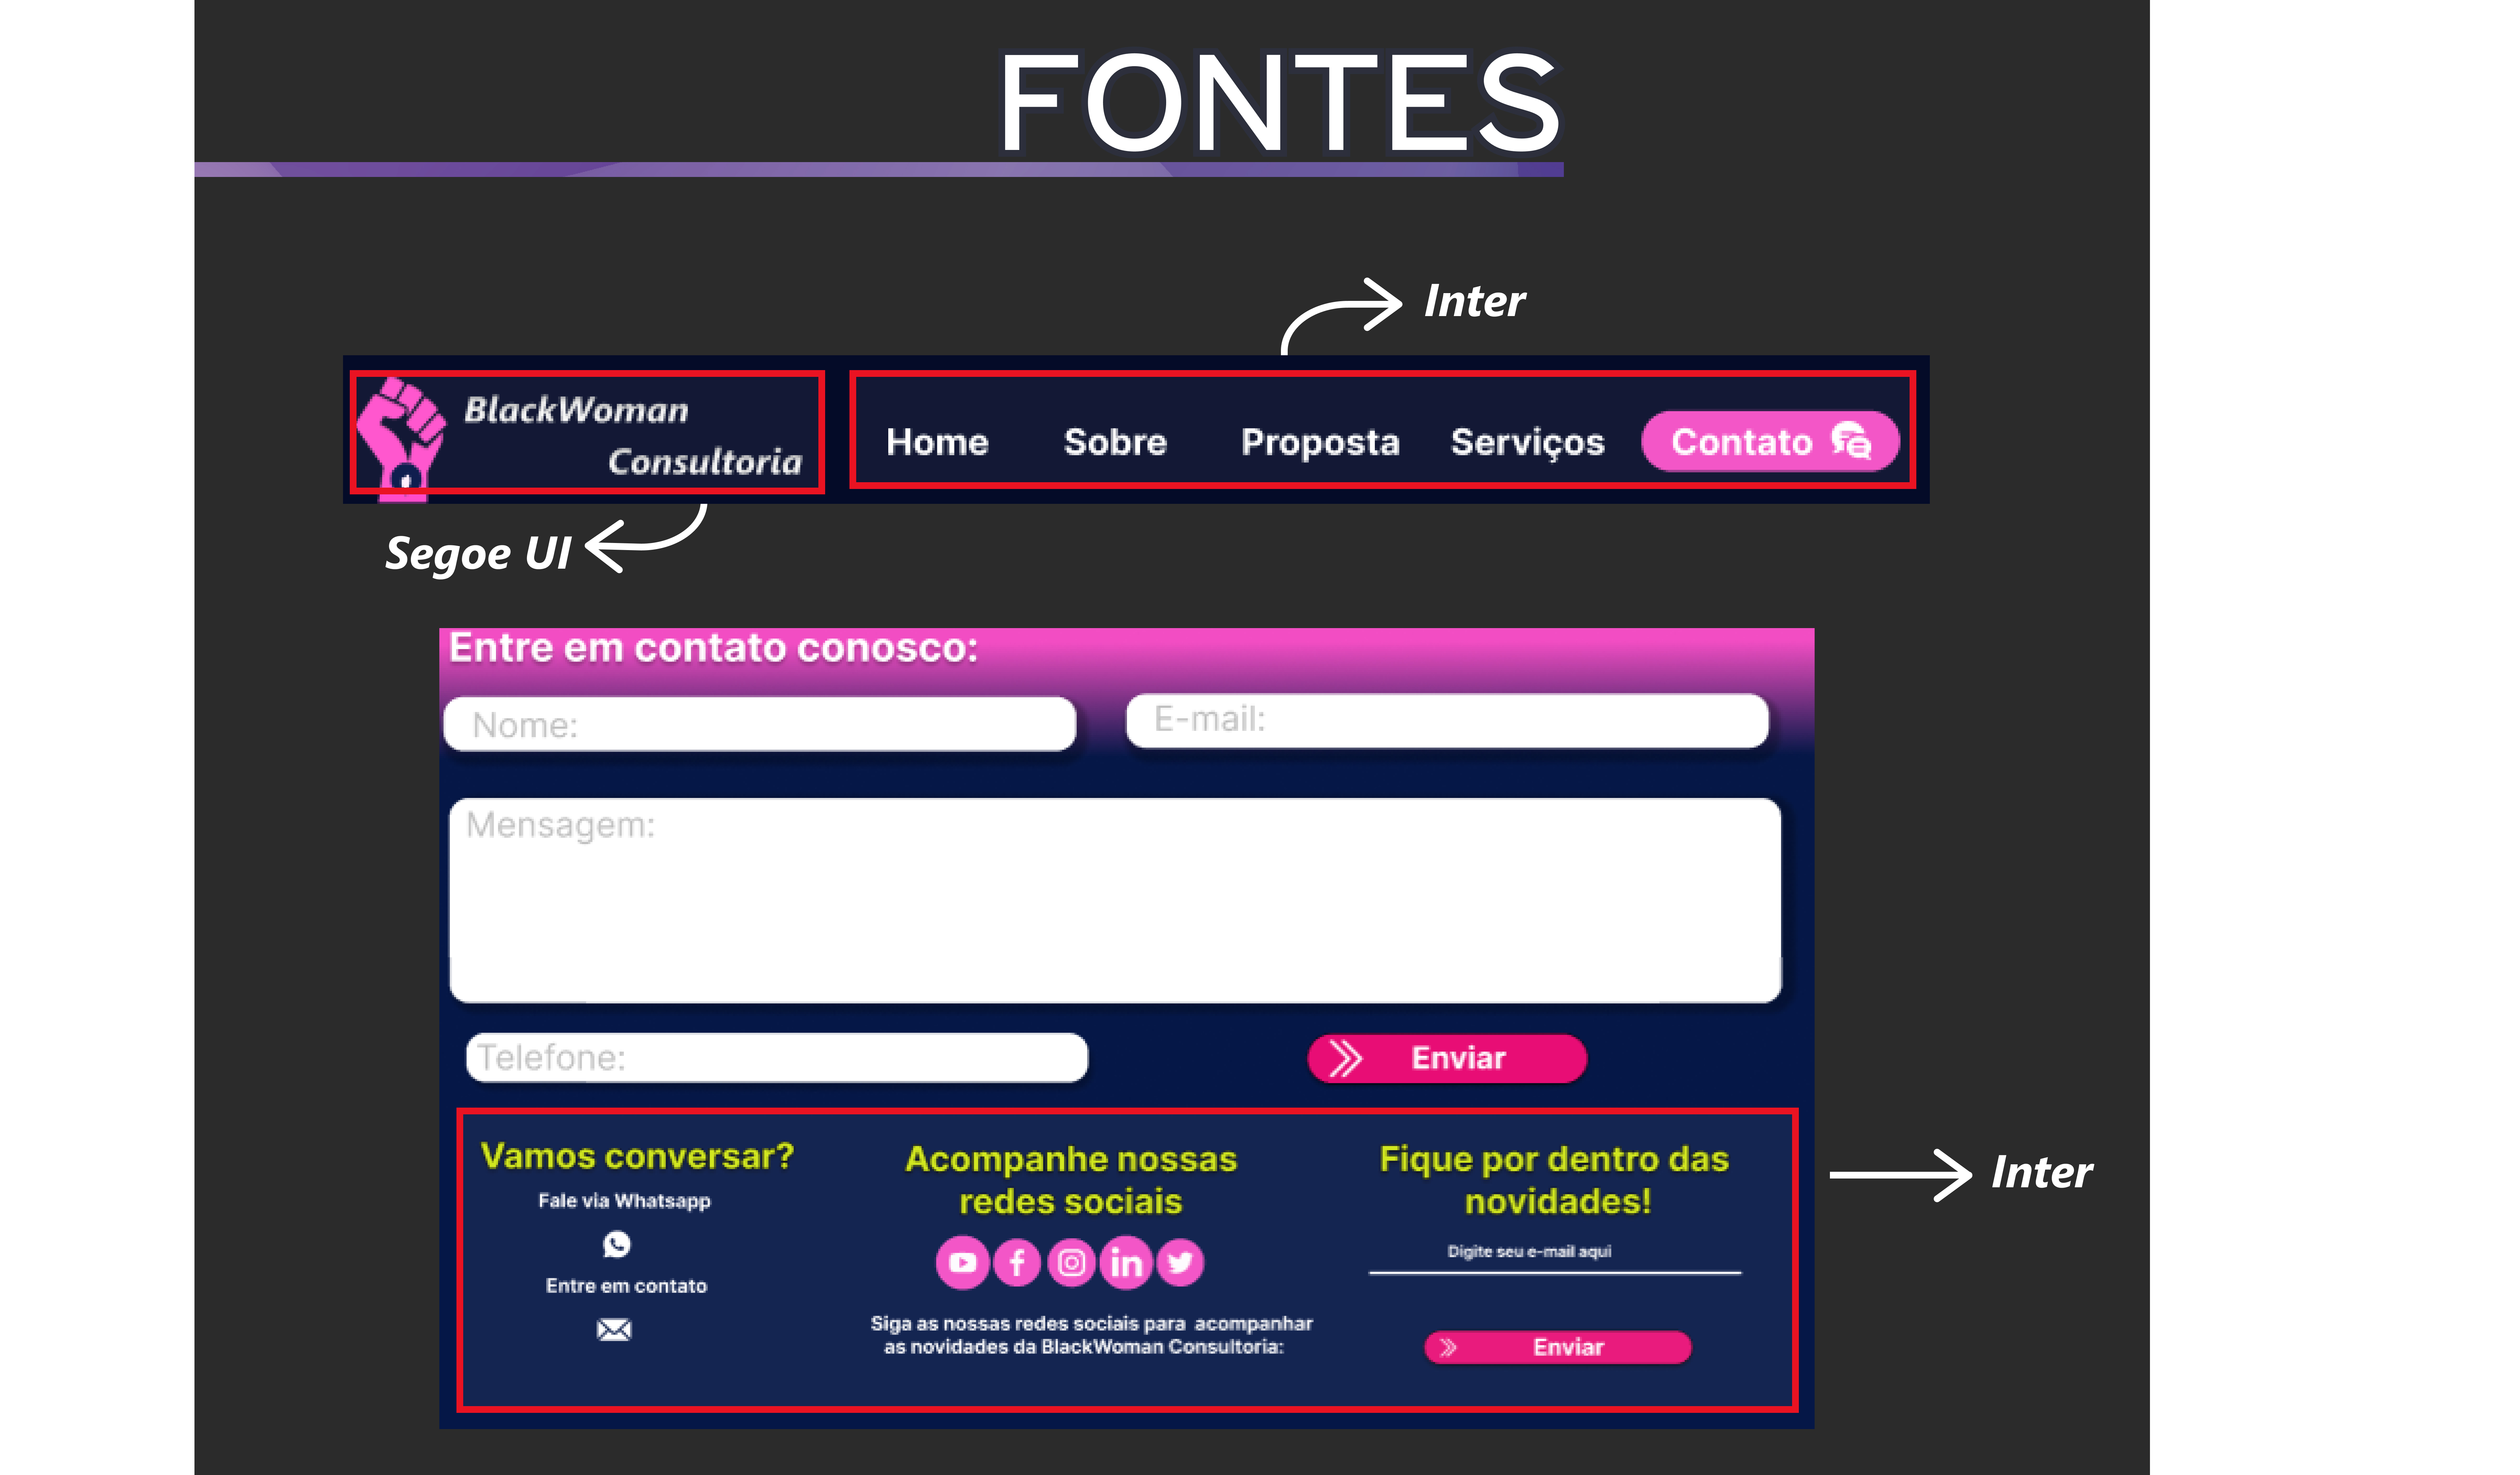 FONTES
Inter
BlackWoman
Consultoria
Home Sobre Proposta Serviços Contato
Segoe UI
Entre em contato conosco:
Nome: E-mail:
Mensagem:
Telefone: Enviar
Vamos conversar?
Fale via Whatsapp
Entre em contato
Acompanhe nossas
redes sociais
in
Siga as nossas redes sociais para acompanhar
as novidades da BlackWoman Consultoria:
Fique por dentro das
novidades!
Digite seu e-mail aqui
Enviar
Inter